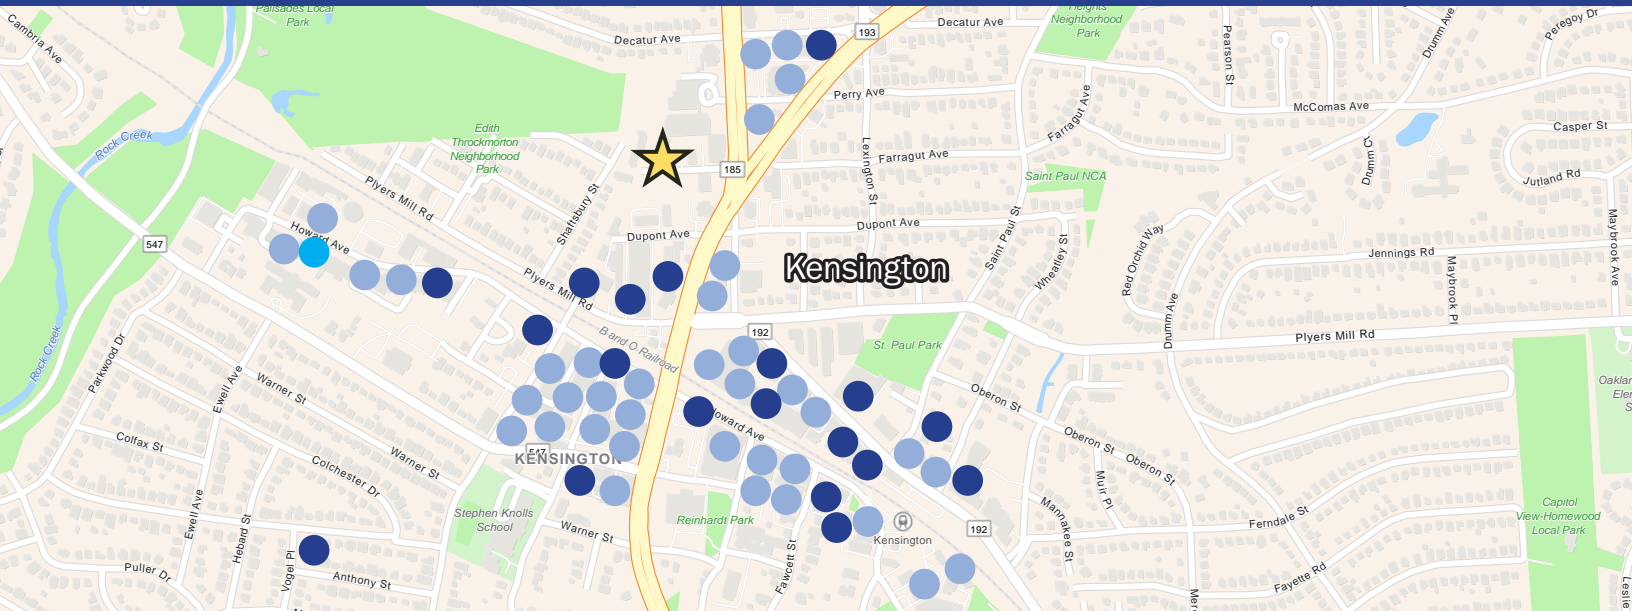 Palisades Local
Park
Heights
Neighborhood
Park
Cambria Ave
Decatur Ave
193
Decatur Ave
Pearson St
Drumm Ave
Peregoy Dr
Perry Ave
Farragut Ave
McComas Ave
Rock Creek
Edith
Throckmorton
Neighborhood
Park
Lexington St
Farragut Ave
Casper St
Drumm Ct
185
Saint Paul NCA
Jutland Rd
Plyers Mill Rd
Shaftsbury St
Howard Ave
547
Dupont Ave
Dupont Ave
Saint Paul St
Wheatley St
Red Orchid Way
Jennings Rd
Maybrook Ave
Maybrook Pl
Kensington
Plyers Mill Rd
Drumm Ave
B and O Railroad
192
St. Paul Park
Plyers Mill Rd
Rock Creek
Parkwood Dr
Ewell Ave
Warner St
Oberon St
Howard Ave
Colfax St
Warner St
547
KENSINGTON
Oberon St
Oberon St
Colchester Dr
Muir Pl
Ewell Ave
Hebard St
Stephen Knolls
School
Reinhardt Park
Warner St
Kensington
192
Mannakee St
Ferndale St
Capitol
View-Homewood
Local Park
Vogel Pl
Puller Dr
Anthony St
Fawcett St
Fayette Rd